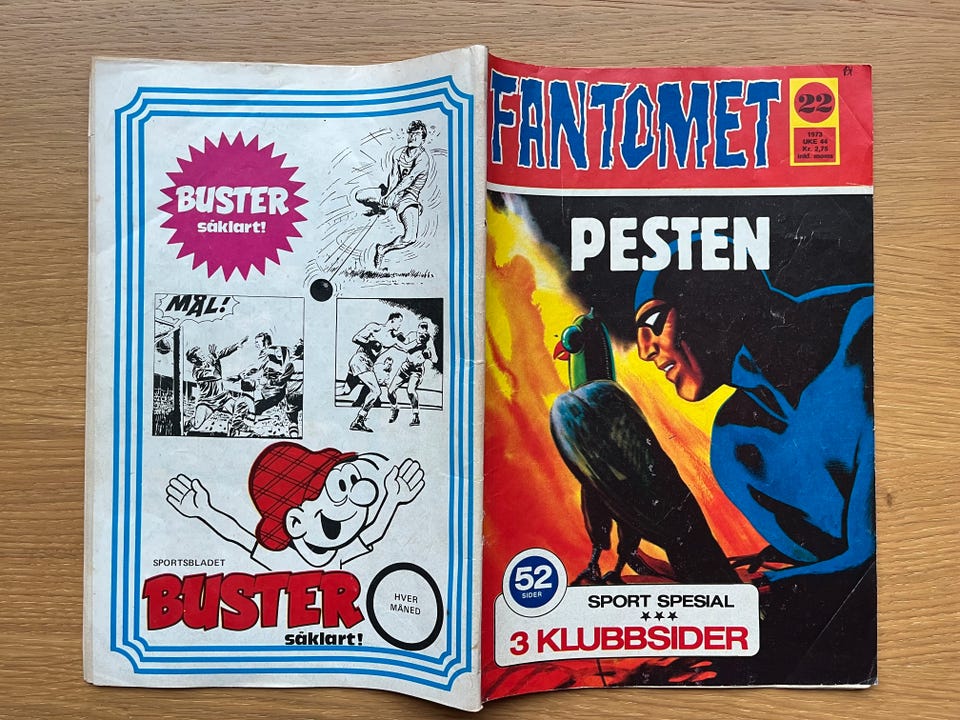 BUSTER
såklart!
MÅL!
SPORTSBLADET
BUSTER
såklart!
HVER
MÅNED
FANTOMET
22
1973
UKE 44
Kr. 2,75
inkl. moms
PESTEN
52
SIDER
SPORT SPESIAL
★★★
3 KLUBBSIDER